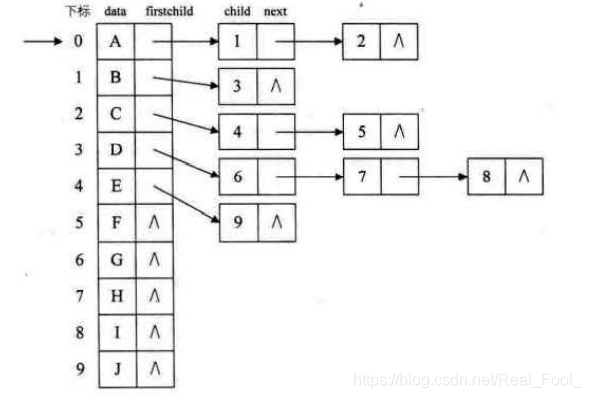 下标 data firstchild child next
0 A 1 2 ∧
1 B 3 ∧
2 C 4 5 ∧
3 D 6 7 8 ∧
4 E 9 ∧
5 F ∧
6 G ∧
7 H ∧
8 I ∧
9 J ∧
https://blog.csdn.net/Real_Fool_